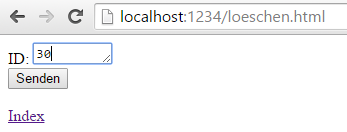 localhost:1234/loeschen.html
ID: 30
Senden
Index